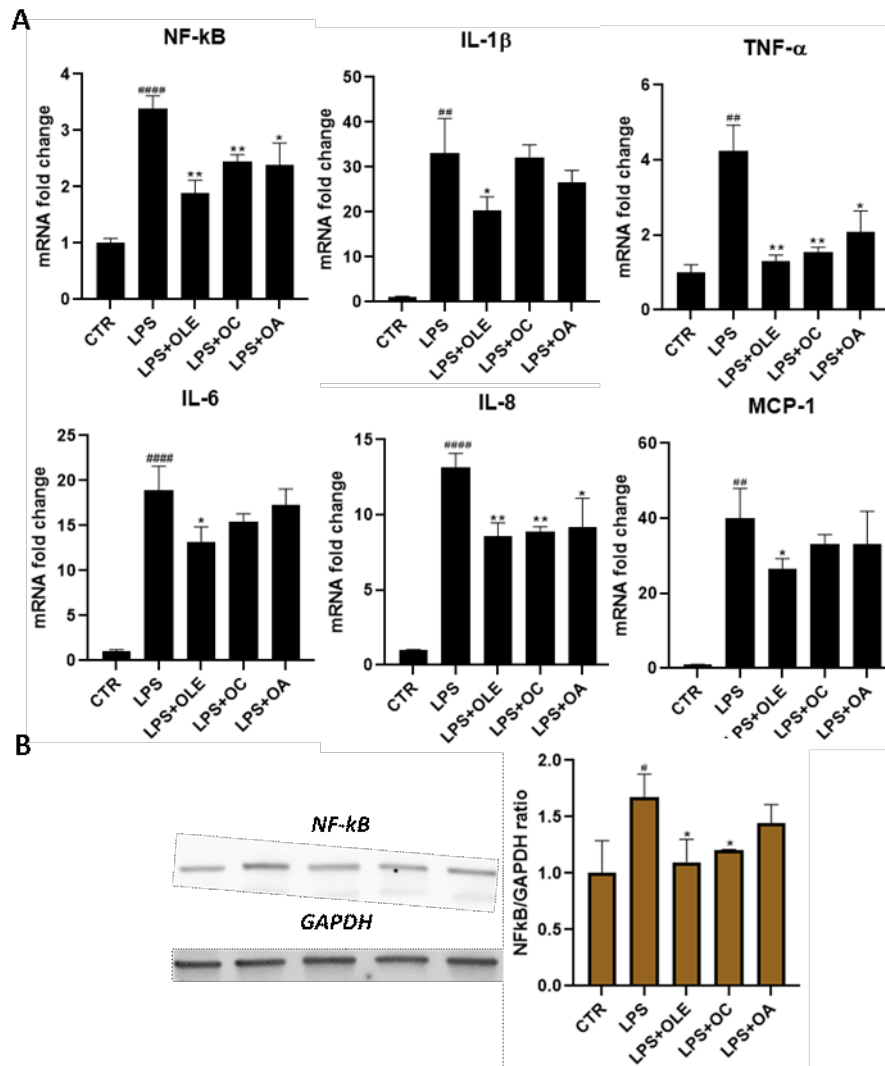 A
NF-kB
mRNA fold change
4
3
2
1
0
####
**
**
*
CTR
LPS
LPS+OLE
LPS+OC
LPS+OA
IL-1β
mRNA fold change
50
40
30
20
10
0
##
*
CTR
LPS
LPS+OLE
LPS+OC
LPS+OA
TNF-α
mRNA fold change
6
4
2
0
##
**
**
*
CTR
LPS
LPS+OLE
LPS+OC
LPS+OA
IL-6
mRNA fold change
25
20
15
10
5
0
####
*
CTR
LPS
LPS+OLE
LPS+OC
LPS+OA
IL-8
mRNA fold change
15
10
5
0
####
**
**
*
CTR
LPS
LPS+OLE
LPS+OC
LPS+OA
MCP-1
mRNA fold change
60
40
20
0
##
*
CTR
LPS
LPS+OLE
LPS+OC
LPS+OA
B
NF-kB
GAPDH
NFkB/GAPDH ratio
2.0
1.5
1.0
0.5
0.0
#
*
*
CTR
LPS
LPS+OLE
LPS+OC
LPS+OA